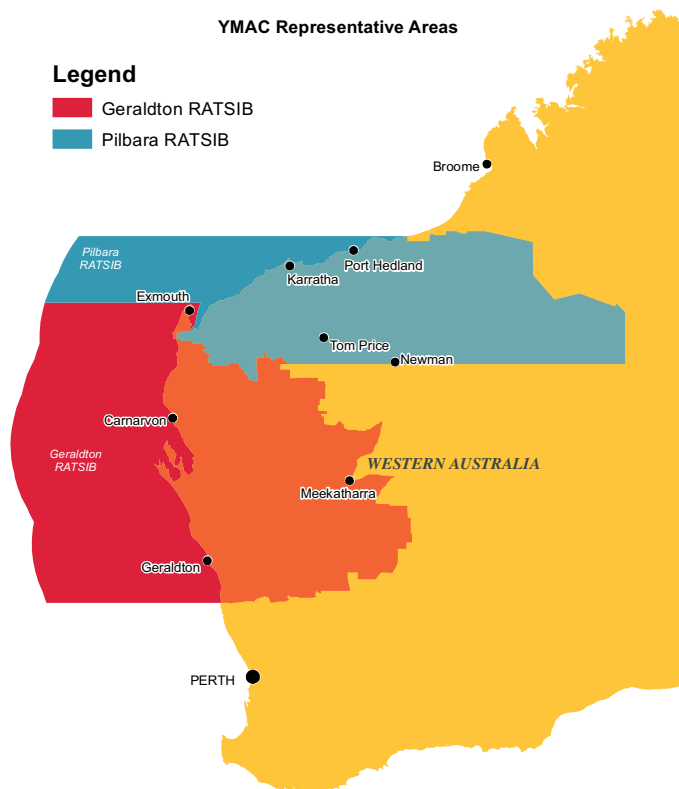 YMAC Representative Areas
Legend
Geraldton RATSIB
Pilbara RATSIB
Broome
Pilbara
RATSIB
Port Hedland
Karratha
Exmouth
Tom Price
Newman
Carnarvon
Geraldton
RATSIB
WESTERN AUSTRALIA
Meekatharra
Geraldton
PERTH